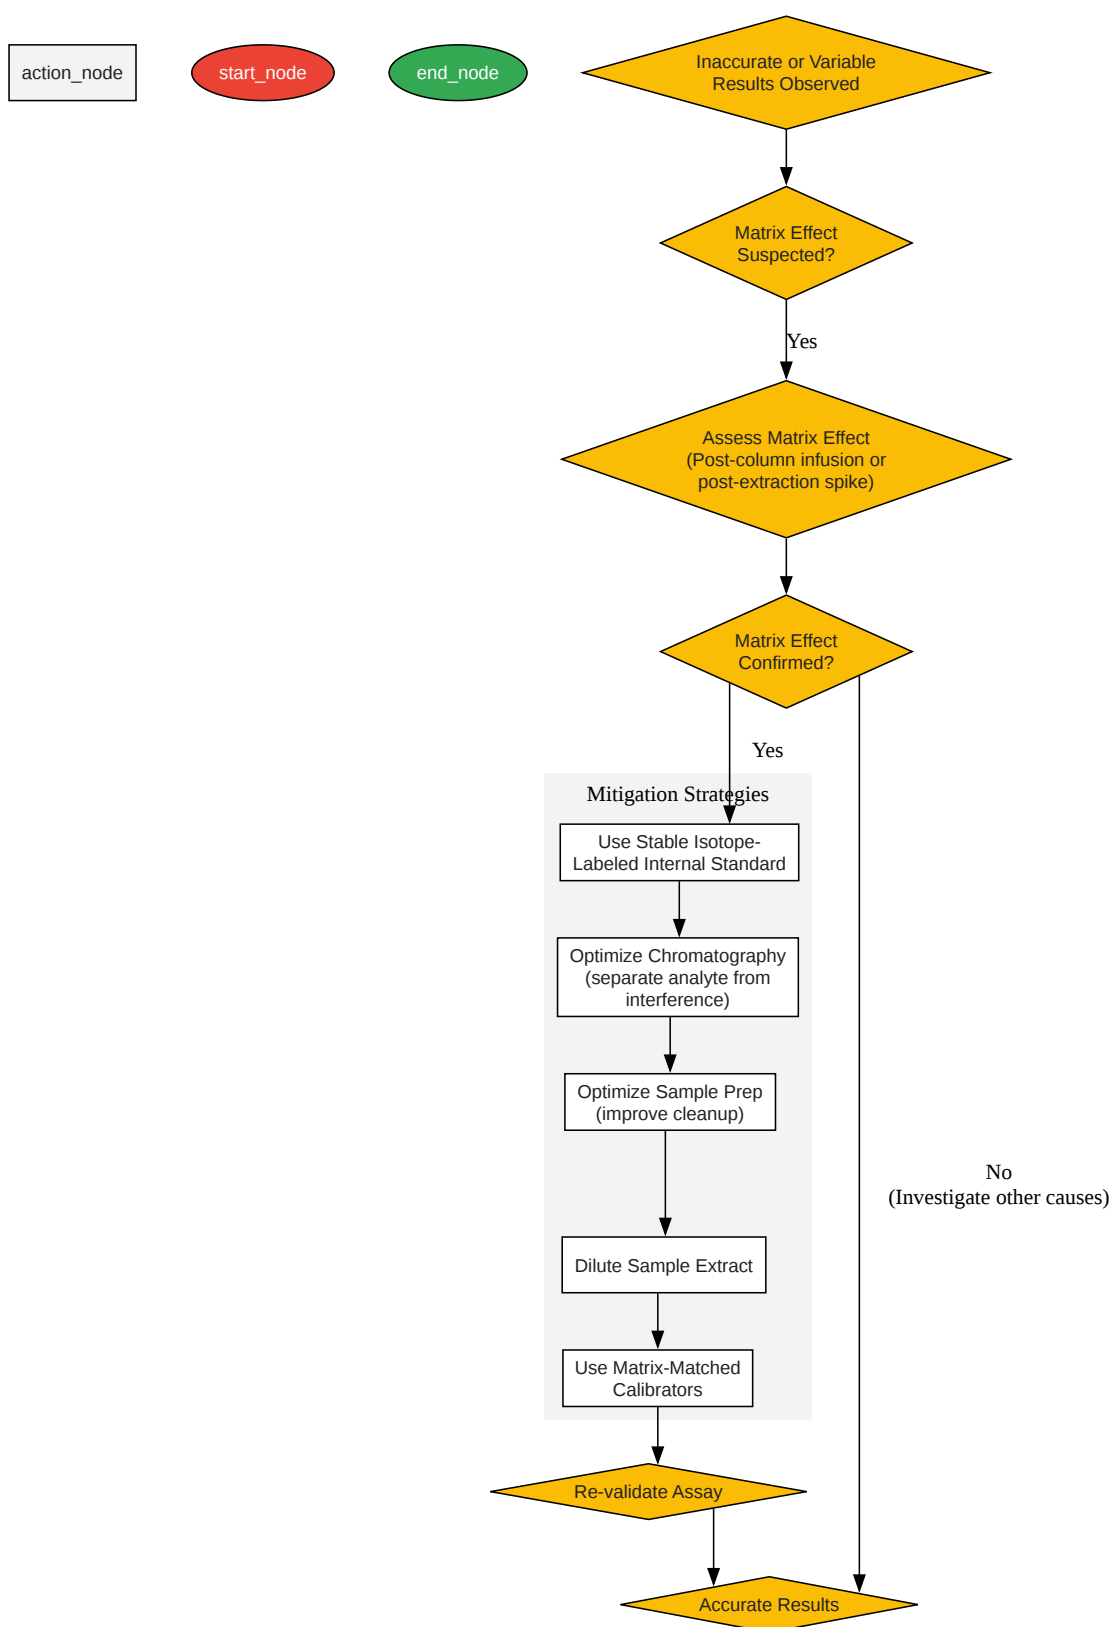 action_node
start_node
end_node
Inaccurate or Variable
Results Observed
Matrix Effect
Suspected?
Yes
Assess Matrix Effect
(Post-column infusion or
post-extraction spike)
Matrix Effect
Confirmed?
Yes
Mitigation Strategies
Use Stable Isotope-
Labeled Internal Standard
Optimize Chromatography
(separate analyte from
interference)
Optimize Sample Prep
(improve cleanup)
No
(Investigate other causes)
Dilute Sample Extract
Use Matrix-Matched
Calibrators
Re-validate Assay
Accurate Results